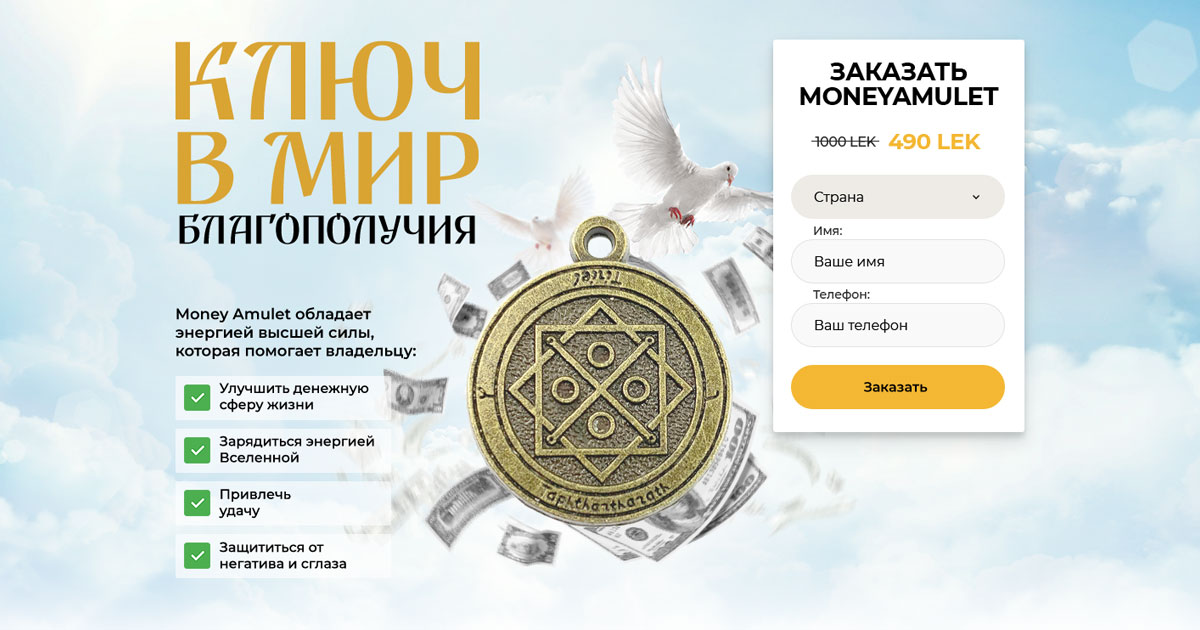 КЛЮЧ
В МИР
БЛАГОПОЛУЧИЯ
Money Amulet обладает
энергией высшей силы,
которая помогает владельцу:
Улучшить денежную
сферу жизни
Зарядиться энергией
Вселенной
Привлечь
удачу
Защититься от
негатива и сглаза
ЗАКАЗАТЬ
MONEYAMULET
1000 LEK 490 LEK
Страна
Имя:
Ваше имя
Телефон:
Ваш телефон
Заказать